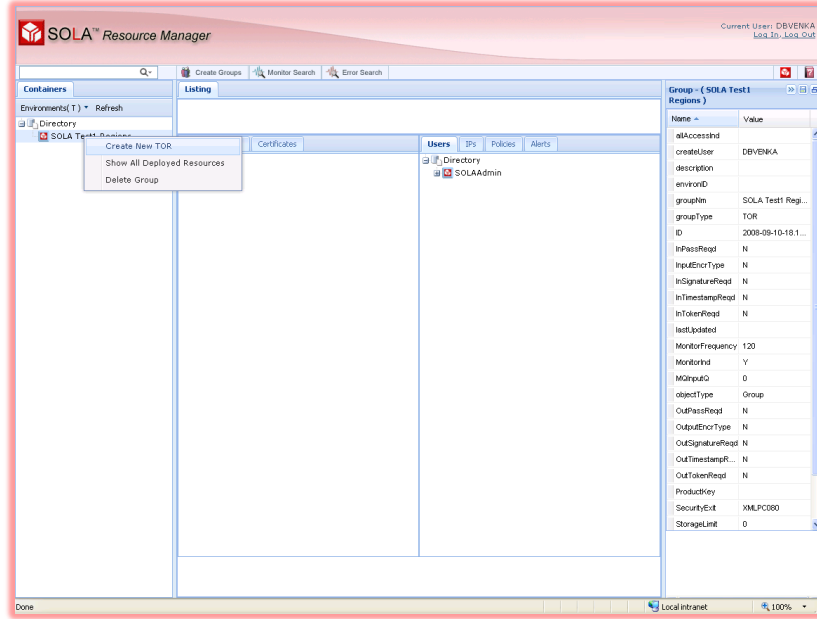 SOLA™ Resource Manager
Current User: DBVENKA
Log In, Log Out
Create Groups
Monitor Search
Error Search
Containers
Listing
Group - ( SOLA Test1 Regions )
Environments( T )
Refresh
Directory
SOLA Test1 Regions
Create New TOR
Show All Deployed Resources
Delete Group
Certificates
Users
IPs
Policies
Alerts
Directory
SOLAAdmin
Name
Value
allAccessInd
createUser DBVENKA
description
environID
groupNm SOLA Test1 Regi...
groupType TOR
ID 2008-09-10-18.1...
InPassReqd N
InputEncrType N
InSignatureReqd N
InTimestampReqd N
InTokenReqd N
lastUpdated
MonitorFrequency 120
MonitorInd Y
MQInputQ 0
objectType Group
OutPassReqd N
OutputEncrType N
OutSignatureReqd N
OutTimestampR... N
OutTokenReqd N
ProductKey
SecurityExit XMLPC080
StorageLimit 0
Done
Local intranet
100%